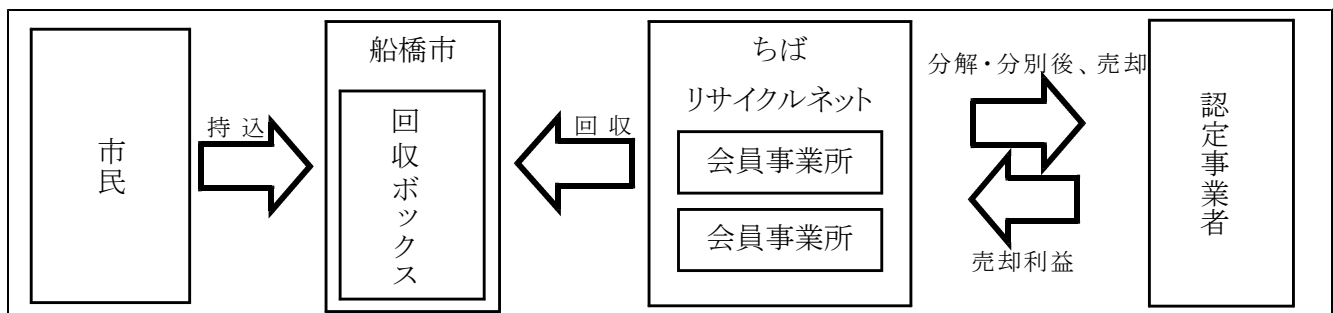 市民
持込
船橋市
回収ボックス
回収
ちば
リサイクルネット
会員事業所
会員事業所
分解・分別後、売却
売却利益
認定事業者